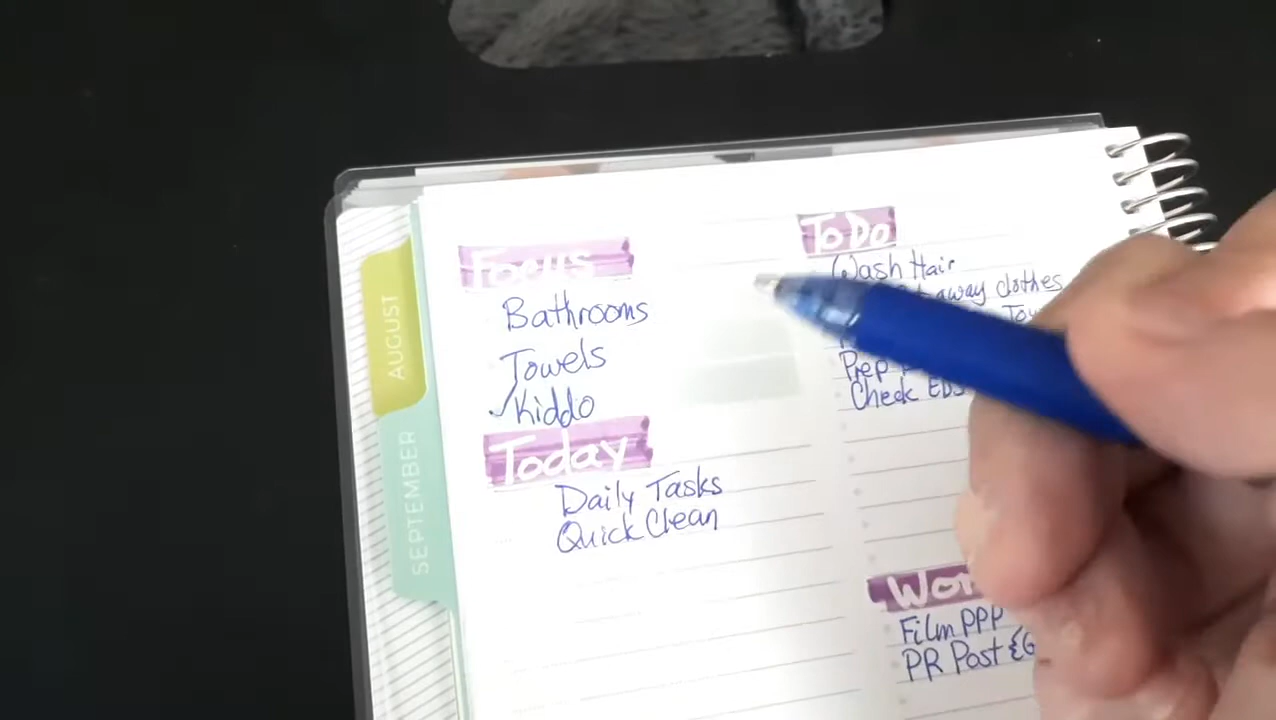 AUGUST
SEPTEMBER
Focus
Bathrooms
Towels
✓Kiddo
Today
Daily Tasks
Quick Clean
To Do
Wash Hair
away clothes
Prep
Check
Film PPP
PR Post